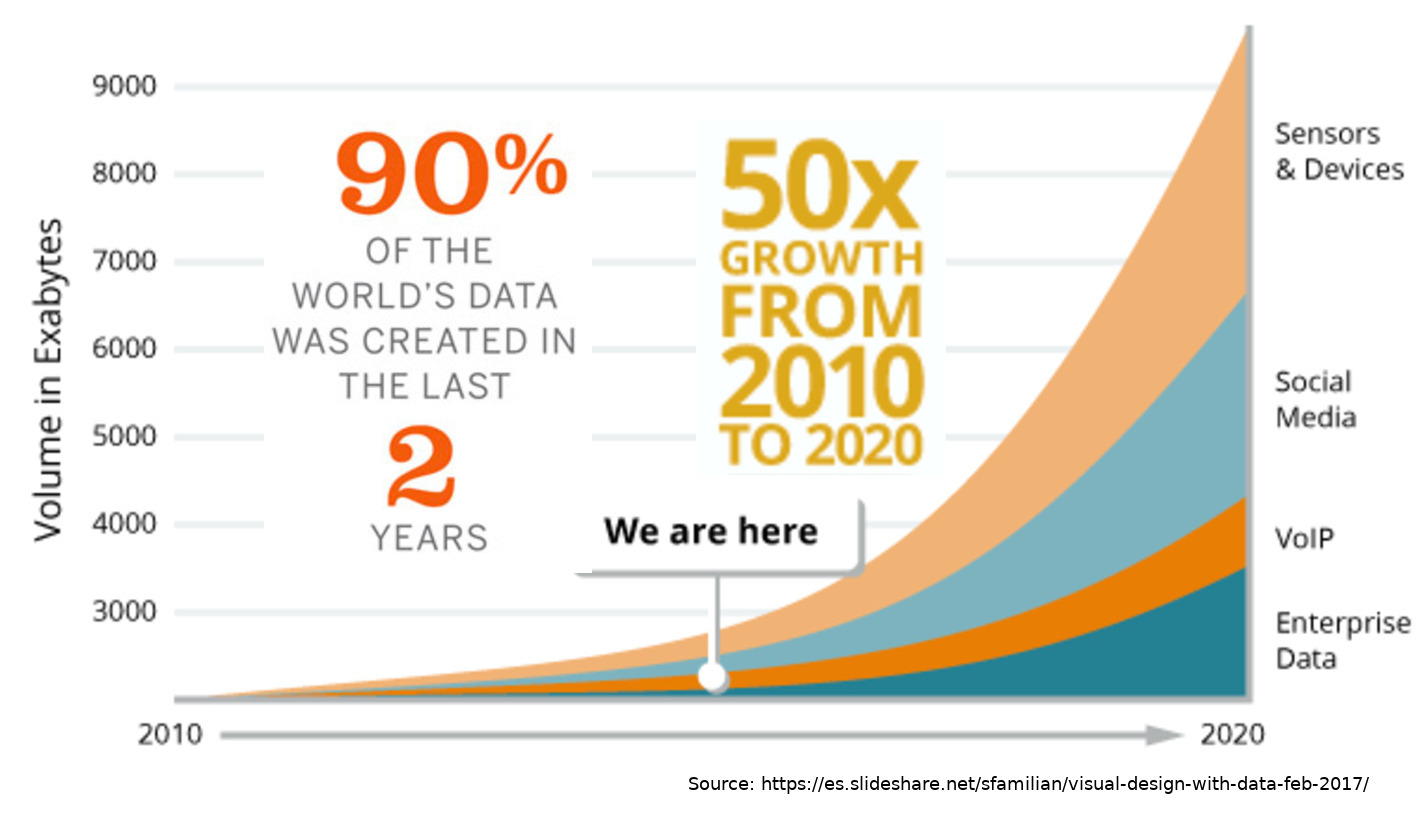 Volume in Exabytes
9000
8000
7000
6000
5000
4000
3000
90%
OF THE
WORLD'S DATA
WAS CREATED IN
THE LAST
2
YEARS
50x
GROWTH
FROM
2010
TO 2020
We are here
Sensors
& Devices
Social
Media
VoIP
Enterprise
Data
2010
2020
Source: https://es.slideshare.net/sfamilian/visual-design-with-data-feb-2017/